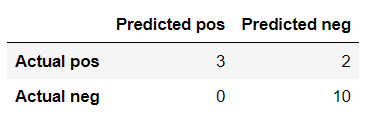 Predicted pos Predicted neg
Actual pos 3 2
Actual neg 0 10